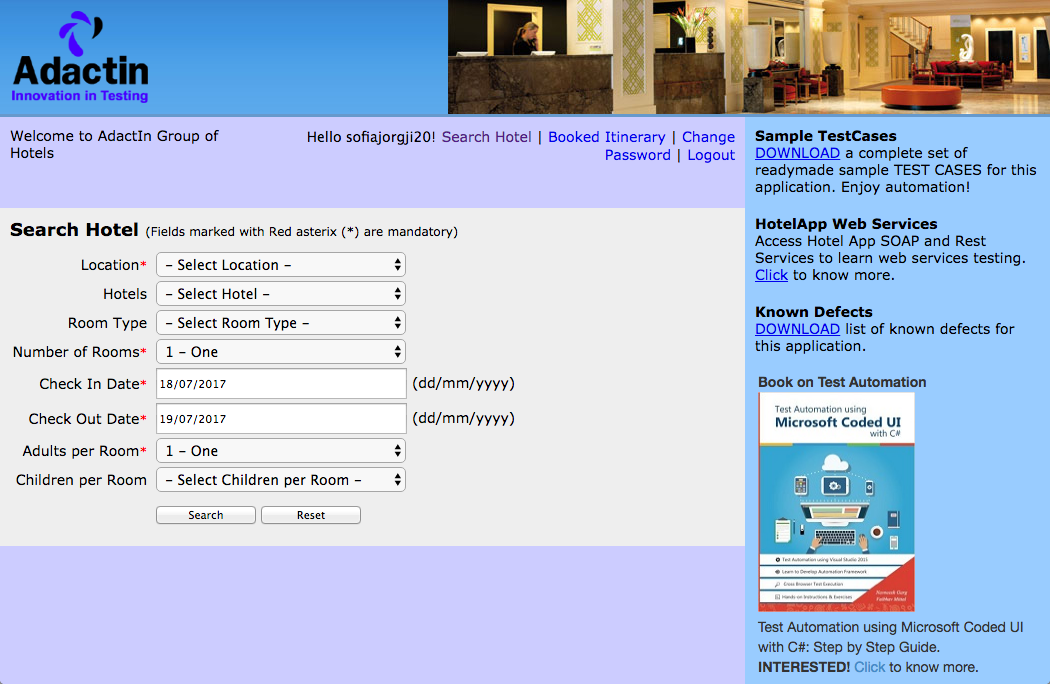 Adactin
Innovation in Testing
Welcome to AdactIn Group of
Hotels
Hello sofiajorgji20! Search Hotel | Booked Itinerary | Change
Password | Logout
Search Hotel (Fields marked with Red asterix (*) are mandatory)
Location* – Select Location –
Hotels – Select Hotel –
Room Type – Select Room Type –
Number of Rooms* 1 – One
Check In Date* 18/07/2017 (dd/mm/yyyy)
Check Out Date* 19/07/2017 (dd/mm/yyyy)
Adults per Room* 1 – One
Children per Room – Select Children per Room –
Search Reset
Sample TestCases
DOWNLOAD a complete set of
readymade sample TEST CASES for this
application. Enjoy automation!
HotelApp Web Services
Access Hotel App SOAP and Rest
Services to learn web services testing.
Click to know more.
Known Defects
DOWNLOAD list of known defects for
this application.
Book on Test Automation
Test Automation using
Microsoft Coded UI
with C#
Test Automation using Visual Studio 2015
Learn to Develop Automation Framework
Cross Browser Test Execution
Hands-on Instructions & Exercises
Navneesh Garg
Vaibhav Mittal
Test Automation using Microsoft Coded UI
with C#: Step by Step Guide.
INTERESTED! Click to know more.